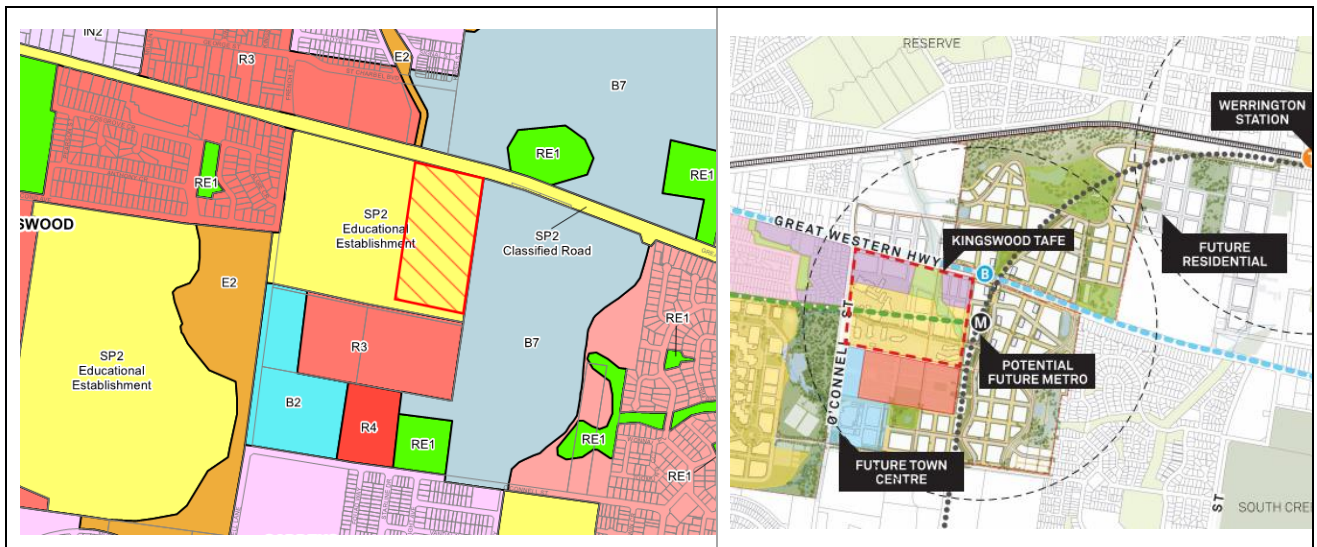 IN2
R3
E2
B7
RE1
RE1
RE1
SWOOD
SP2
Educational
Establishment
SP2
Classified Road
E2
RE1
R3
B7
SP2
Educational
Establishment
B2
R4
RE1
RE1
RE1
RESERVE
WERRINGTON
STATION
GREAT WESTERN HWY
KINGSWOOD TAFE
B
FUTURE
RESIDENTIAL
M
O'CONNELL ST
POTENTIAL
FUTURE METRO
FUTURE TOWN
CENTRE
ST
SOUTH CRE